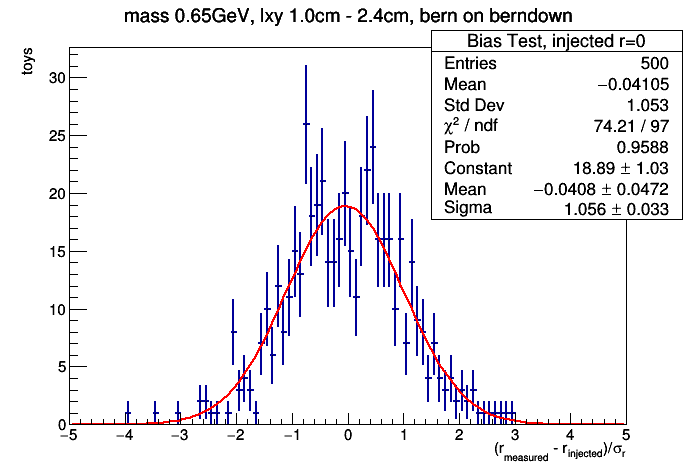 mass 0.65GeV, lxy 1.0cm - 2.4cm, bern on berndown
toys
Bias Test, injected r=0
Entries 500
Mean −0.04105
Std Dev 1.053
χ² / ndf 74.21 / 97
Prob 0.9588
Constant 18.89 ± 1.03
Mean −0.0408 ± 0.0472
Sigma 1.056 ± 0.033
30
25
20
15
10
5
0
−5 −4 −3 −2 −1 0 1 2 3 4 5
(r_measured - r_injected)/σ_r